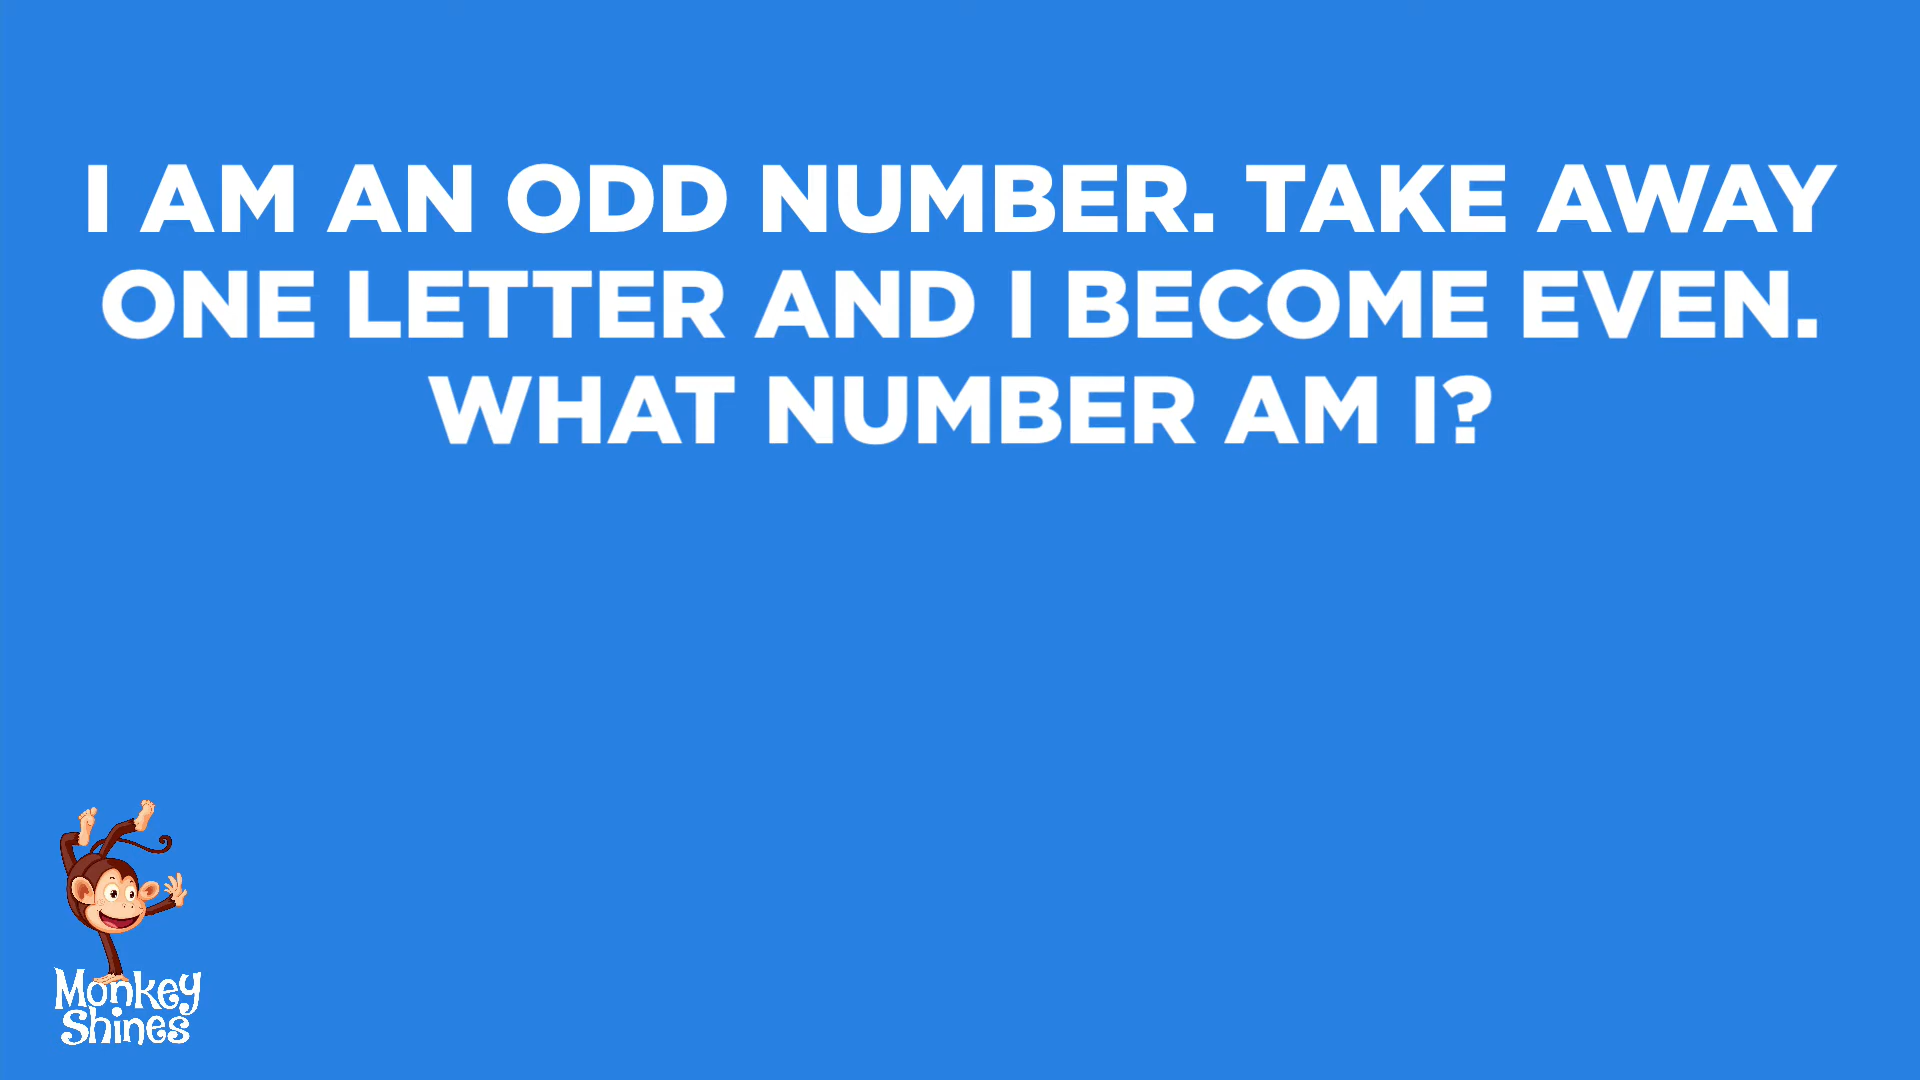 I AM AN ODD NUMBER. TAKE AWAY
ONE LETTER AND I BECOME EVEN.
WHAT NUMBER AM I?
Monkey
Shines